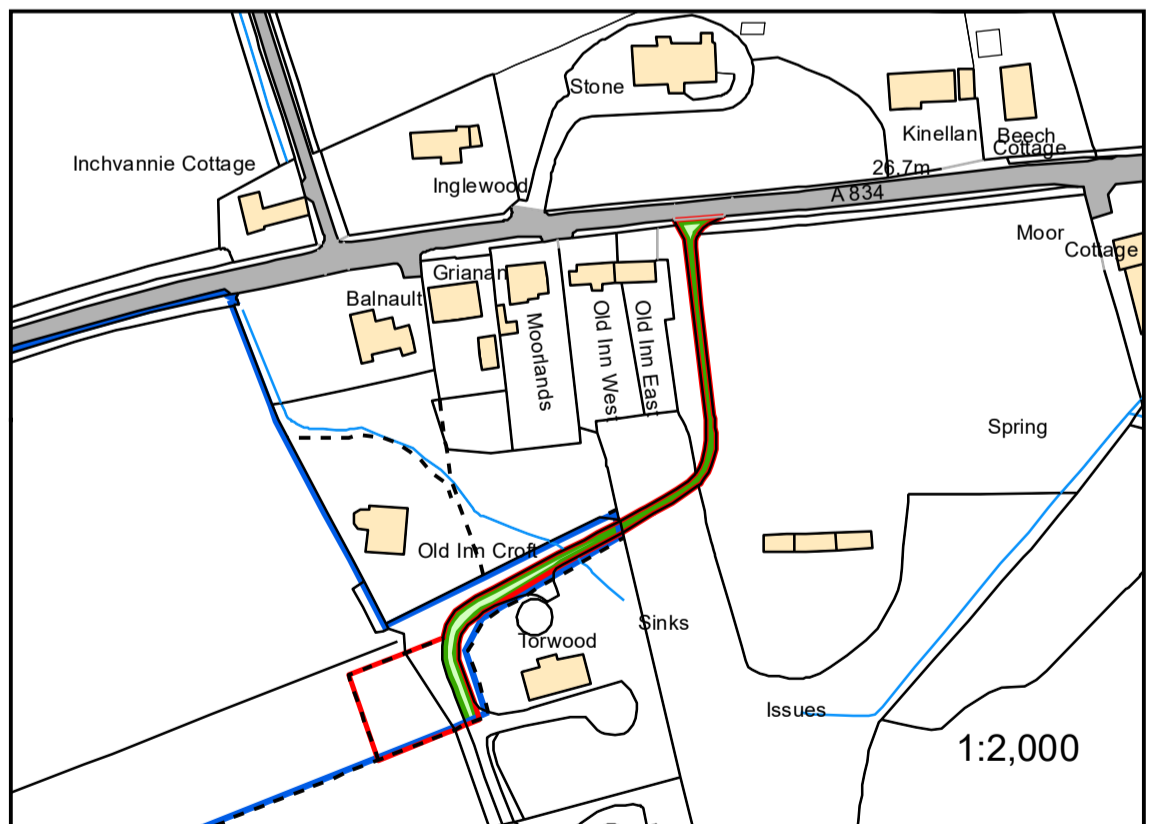 Stone
Kinellan
Beech
Cottage
Inchvannie Cottage
26.7m
Inglewood
A 834
Moor
Cottage
Grianan
Balnault
Moorlands
Old Inn West
Old Inn East
Spring
Old Inn Croft
Sinks
Torwood
Issues
1:2,000